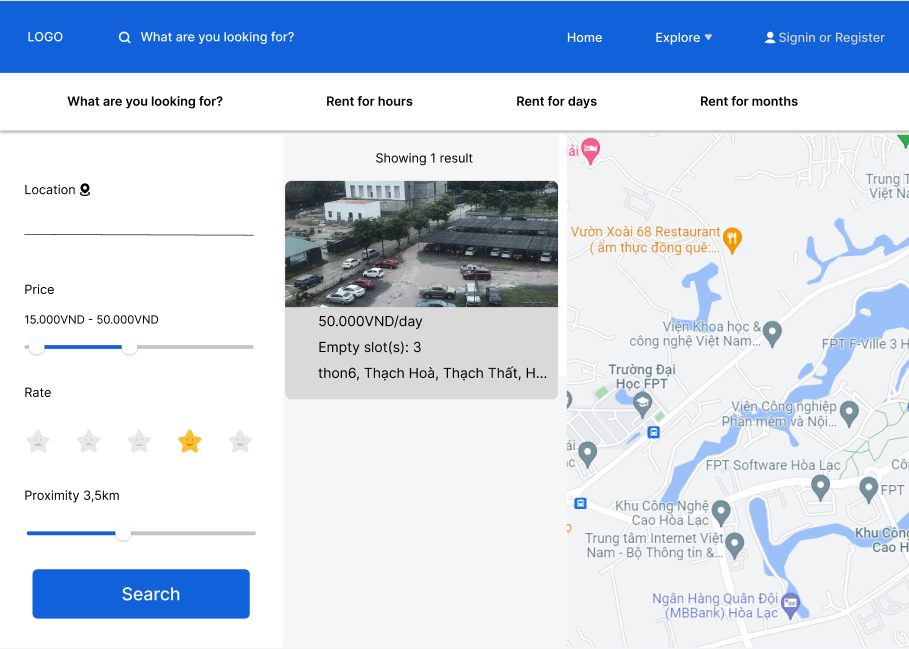 LOGO
What are you looking for?
Home
Explore
Signin or Register
What are you looking for?
Rent for hours
Rent for days
Rent for months
Location
Price
15.000VND - 50.000VND
Rate
Proximity 3,5km
Search
Showing 1 result
50.000VND/day
Empty slot(s): 3
thon6, Thạch Hoà, Thạch Thất, H...
ải
Trung T
Việt Na
Vườn Xoài 68 Restaurant
( ẩm thực đồng quê:...
Viện Khoa học &
công nghệ Việt Nam...
FPT F-Ville 3 H
Trường Đại
Học FPT
Viện Công nghiệp
Phần mềm và Nội...
ái
c
FPT Software Hòa Lạc
Cô
FPT
Khu Công Nghệ
Cao Hòa Lạc
Trung tâm Internet Việt
Nam - Bộ Thông tin &...
Khu Công
Cao H
Ngân Hàng Quân Đội
(MBBank) Hòa Lạc